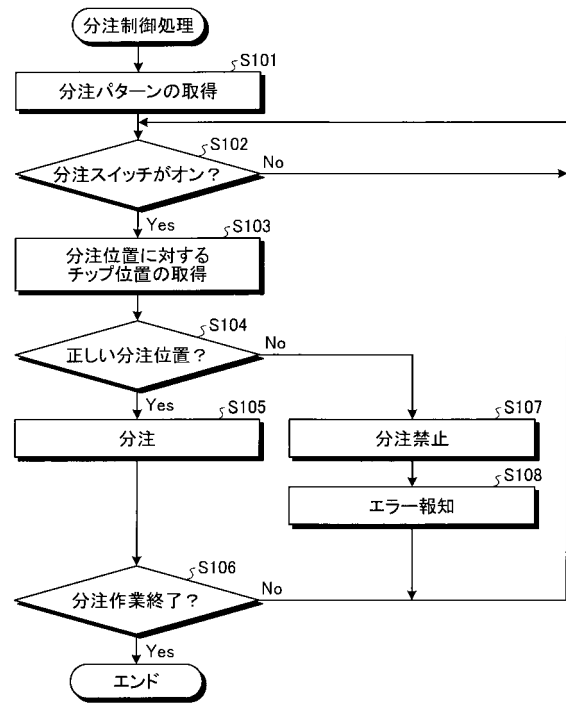 分注制御処理
S101
分注パターンの取得
S102
分注スイッチがオン？
No
Yes
S103
分注位置に対する
チップ位置の取得
S104
正しい分注位置？
No
Yes
S105
分注
S107
分注禁止
S108
エラー報知
S106
分注作業終了？
No
Yes
エンド